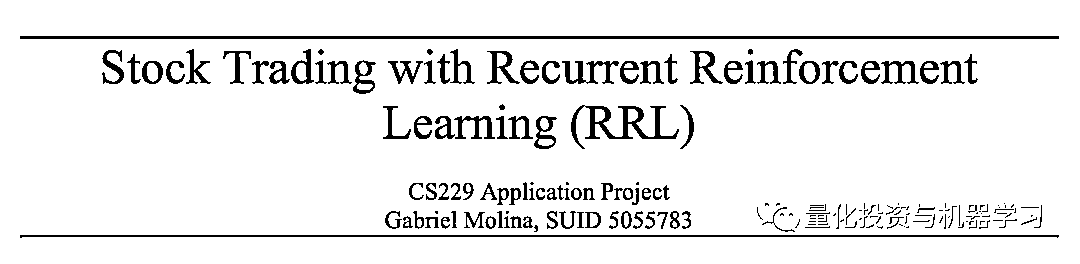 Stock Trading with Recurrent Reinforcement
Learning (RRL)
CS229 Application Project
Gabriel Molina, SUID 5055783
量化投资与机器学习